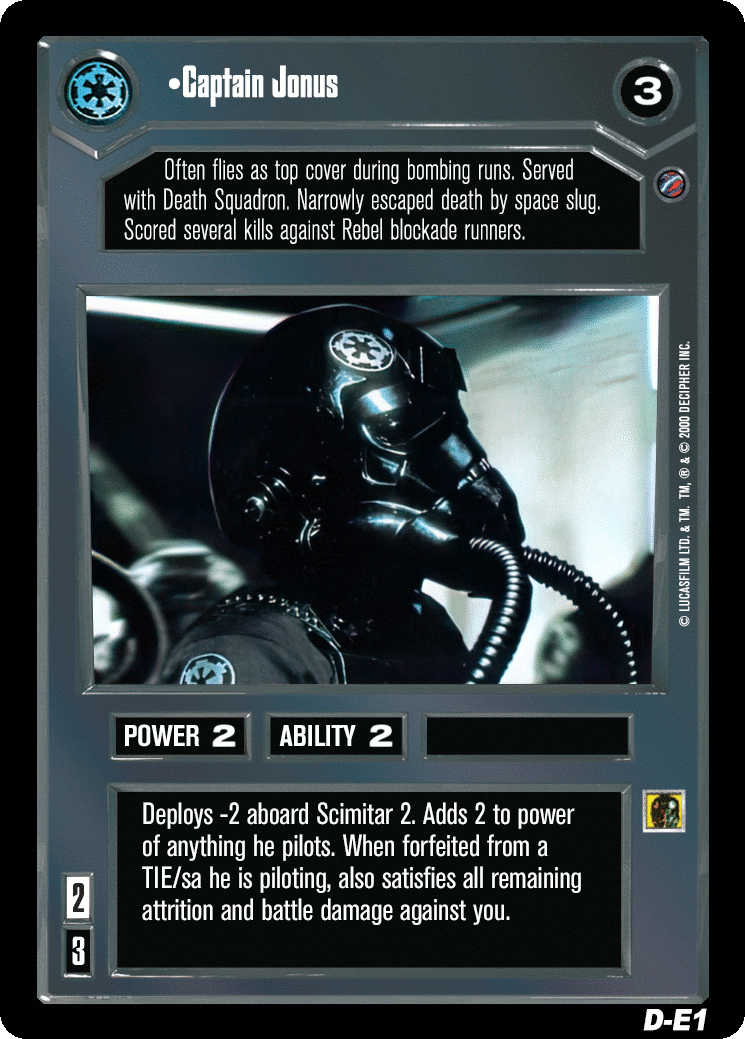 •Captain Jonus
3
Often flies as top cover during bombing runs. Served
with Death Squadron. Narrowly escaped death by space slug.
Scored several kills against Rebel blockade runners.
© LUCASFILM LTD. & TM. TM, ® & © 2000 DECIPHER INC.
POWER 2
ABILITY 2
Deploys -2 aboard Scimitar 2. Adds 2 to power
of anything he pilots. When forfeited from a
TIE/sa he is piloting, also satisfies all remaining
attrition and battle damage against you.
2
3
D-E1